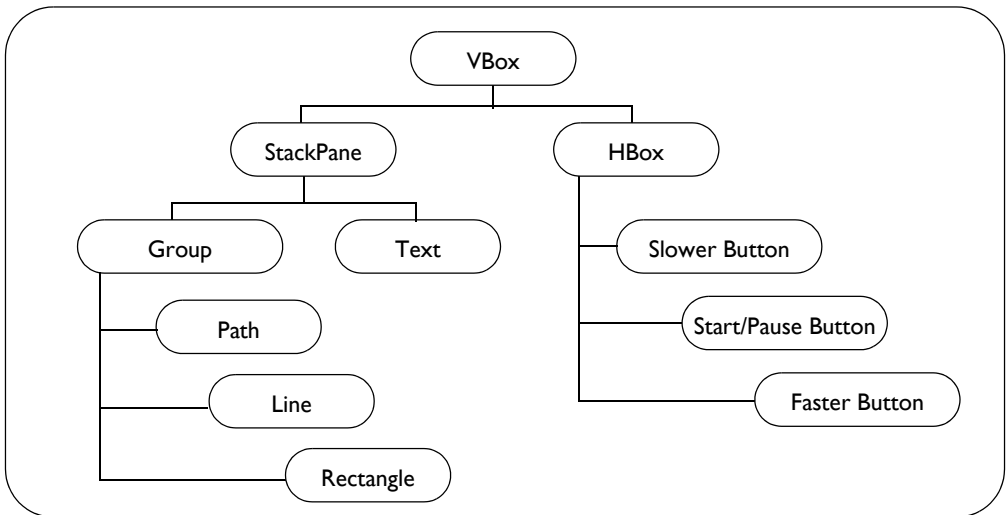 VBox
StackPane
HBox
Group
Text
Slower Button
Path
Start/Pause Button
Line
Faster Button
Rectangle